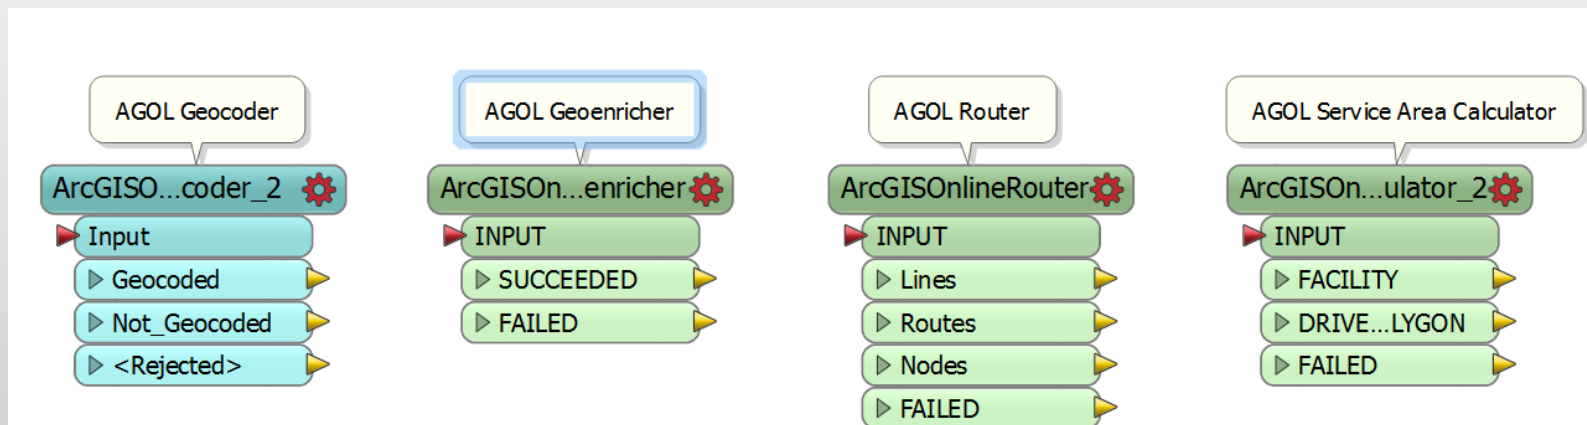 AGOL Geocoder
ArcGISO...coder_2
Input
Geocoded
Not_Geocoded
<Rejected>
AGOL Geoenricher
ArcGISOn...enricher
INPUT
SUCCEEDED
FAILED
AGOL Router
ArcGISOnlineRouter
INPUT
Lines
Routes
Nodes
FAILED
AGOL Service Area Calculator
ArcGISOn...ulator_2
INPUT
FACILITY
DRIVE...LYGON
FAILED